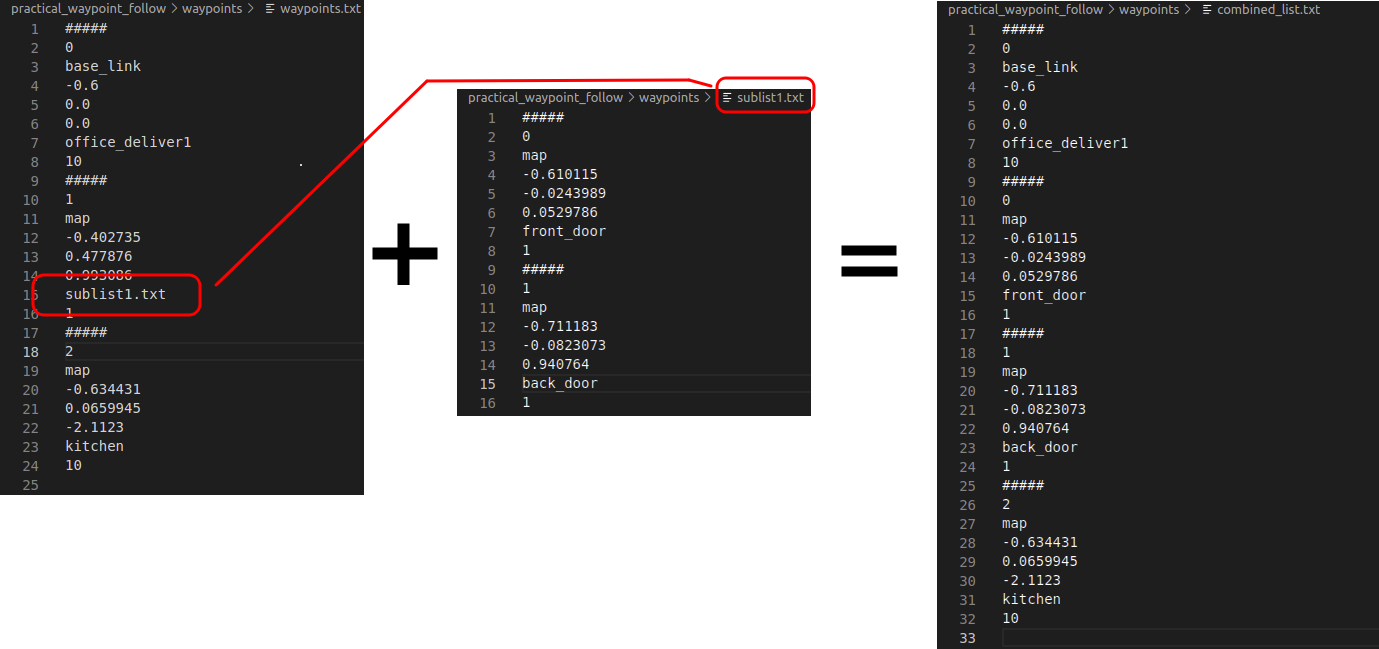 practical_waypoint_follow > waypoints > waypoints.txt
1 #####
2 0
3 base_link
4 -0.6
5 0.0
6 0.0
7 office_deliver1
8 10
9 #####
10 1
11 map
12 -0.402735
13 0.477876
14 0.993086
15 sublist1.txt
16 1
17 #####
18 2
19 map
20 -0.634431
21 0.0659945
22 -2.1123
23 kitchen
24 10
25
+
practical_waypoint_follow > waypoints > sublist1.txt
1 #####
2 0
3 map
4 -0.610115
5 -0.0243989
6 0.0529786
7 front_door
8 1
9 #####
10 1
11 map
12 -0.711183
13 -0.0823073
14 0.940764
15 back_door
16 1
=
practical_waypoint_follow > waypoints > combined_list.txt
1 #####
2 0
3 base_link
4 -0.6
5 0.0
6 0.0
7 office_deliver1
8 10
9 #####
10 0
11 map
12 -0.610115
13 -0.0243989
14 0.0529786
15 front_door
16 1
17 #####
18 1
19 map
20 -0.711183
21 -0.0823073
22 0.940764
23 back_door
24 1
25 #####
26 2
27 map
28 -0.634431
29 0.0659945
30 -2.1123
31 kitchen
32 10
33